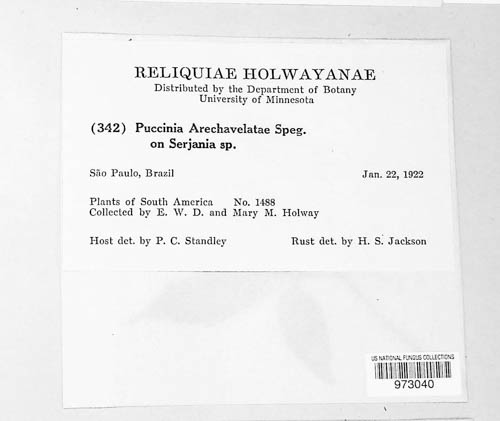 RELIQUIAE HOLWAYANAE
Distributed by the Department of Botany
University of Minnesota
(342) Puccinia Arechavelatae Speg.
on Serjania sp.
São Paulo, Brazil Jan. 22, 1922
Plants of South America No. 1488
Collected by E. W. D. and Mary M. Holway
Host det. by P. C. Standley Rust det. by H. S. Jackson
US NATIONAL FUNGUS COLLECTIONS
973040